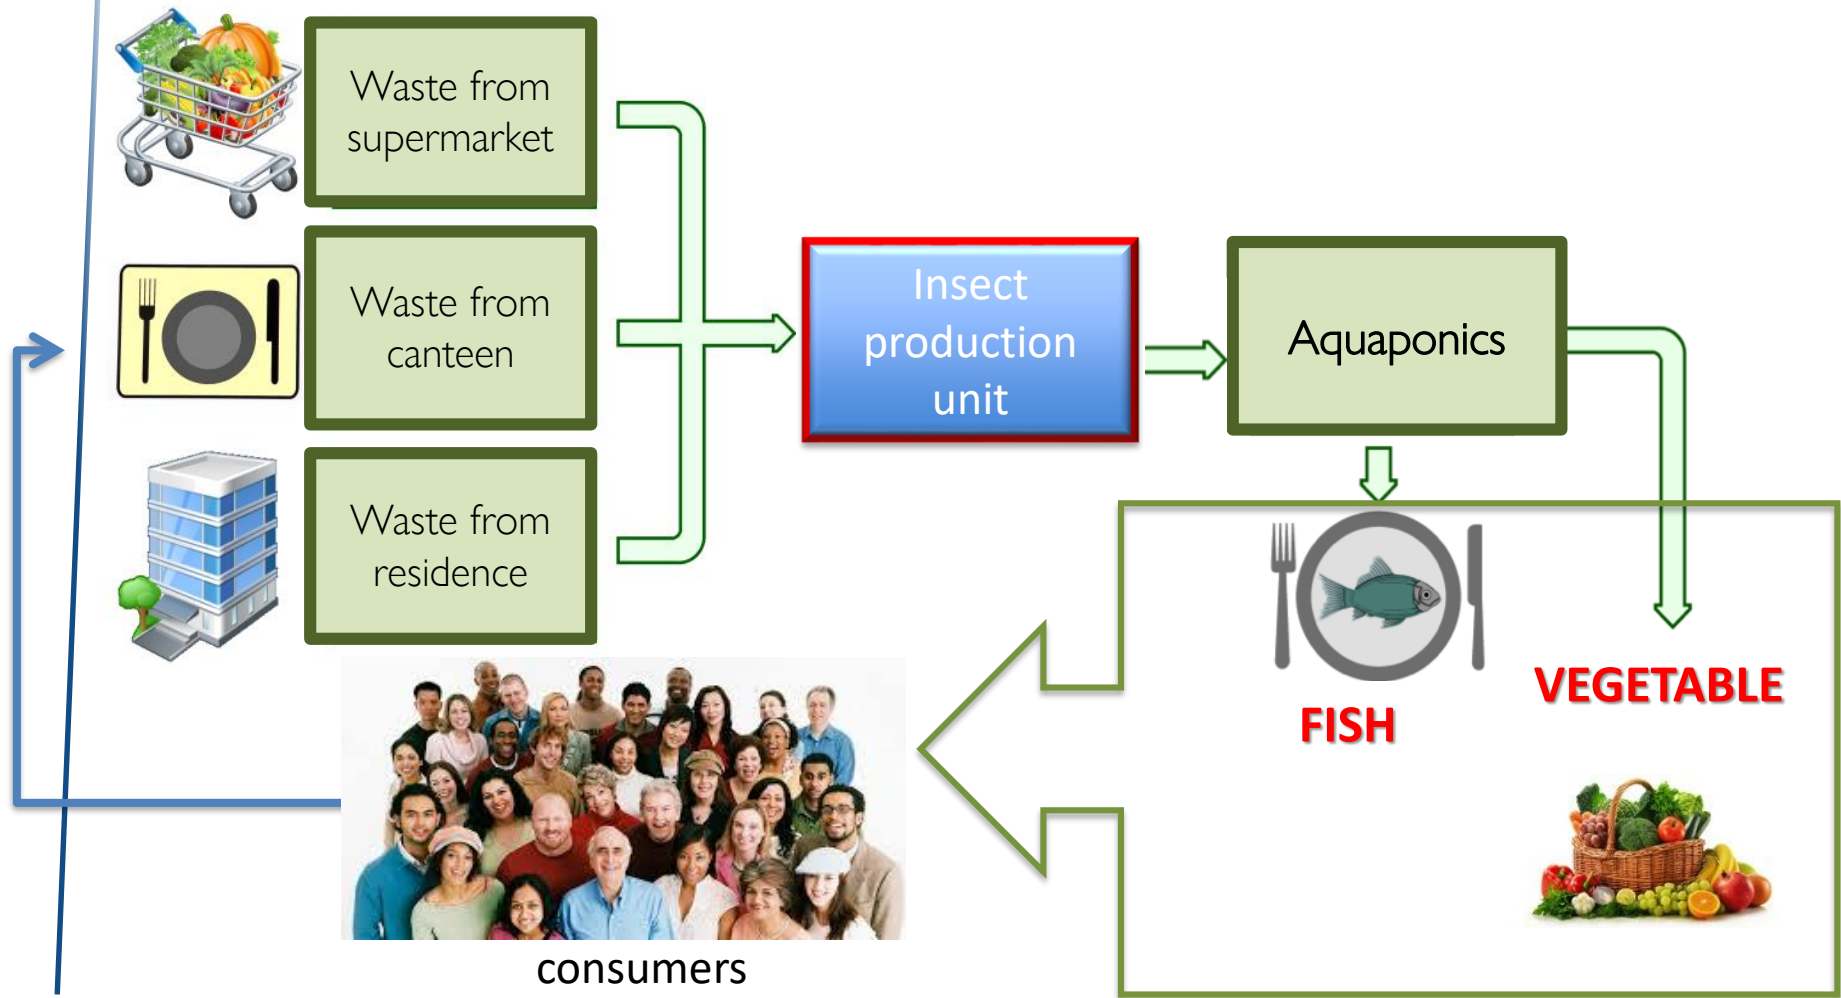 Waste from
supermarket
Waste from
canteen
Waste from
residence
Insect
production
unit
Aquaponics
FISH
VEGETABLE
consumers